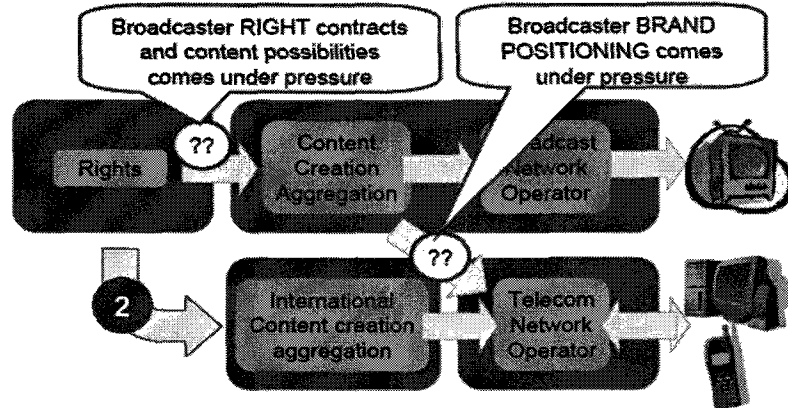 Broadcaster RIGHT contracts
and content possibilities
comes under pressure
Broadcaster BRAND
POSITIONING comes
under pressure
Rights
??
Content
Creation
Aggregation
Broadcast
Network
Operator
??
2
International
Content creation
aggregation
Telecom
Network
Operator